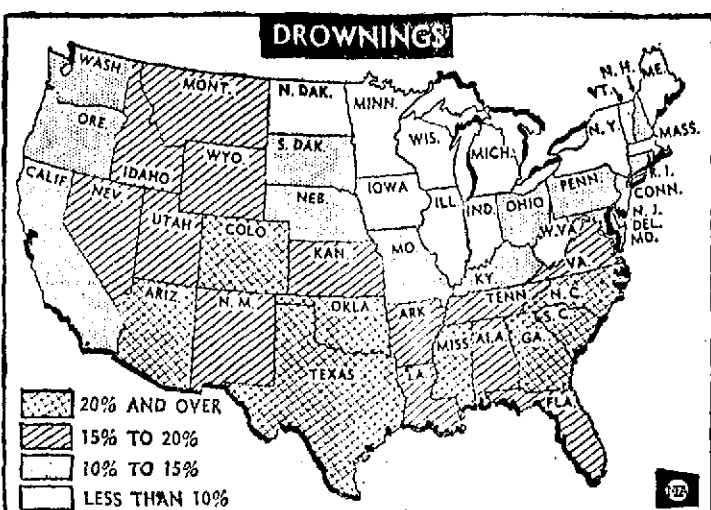 DROWNINGS
WASH.
MONT.
N. DAK.
MINN.
N. H.
VT.
ME.
ORE.
IDAHO
WYO.
S. DAK.
WIS.
MICH.
N.Y.
MASS.
R. I.
CONN.
CALIF.
NEV.
UTAH
COLO
NEB.
IOWA
ILL.
IND.
OHIO
PENN.
N. J.
DEL.
MD.
W.VA.
VA.
KAN.
MO.
KY.
ARIZ.
N. M.
OKLA.
ARK.
TENN.
N. C.
S. C.
TEXAS
LA.
MISS.
ALA.
GA.
FLA.
20% AND OVER
15% TO 20%
10% TO 15%
LESS THAN 10%